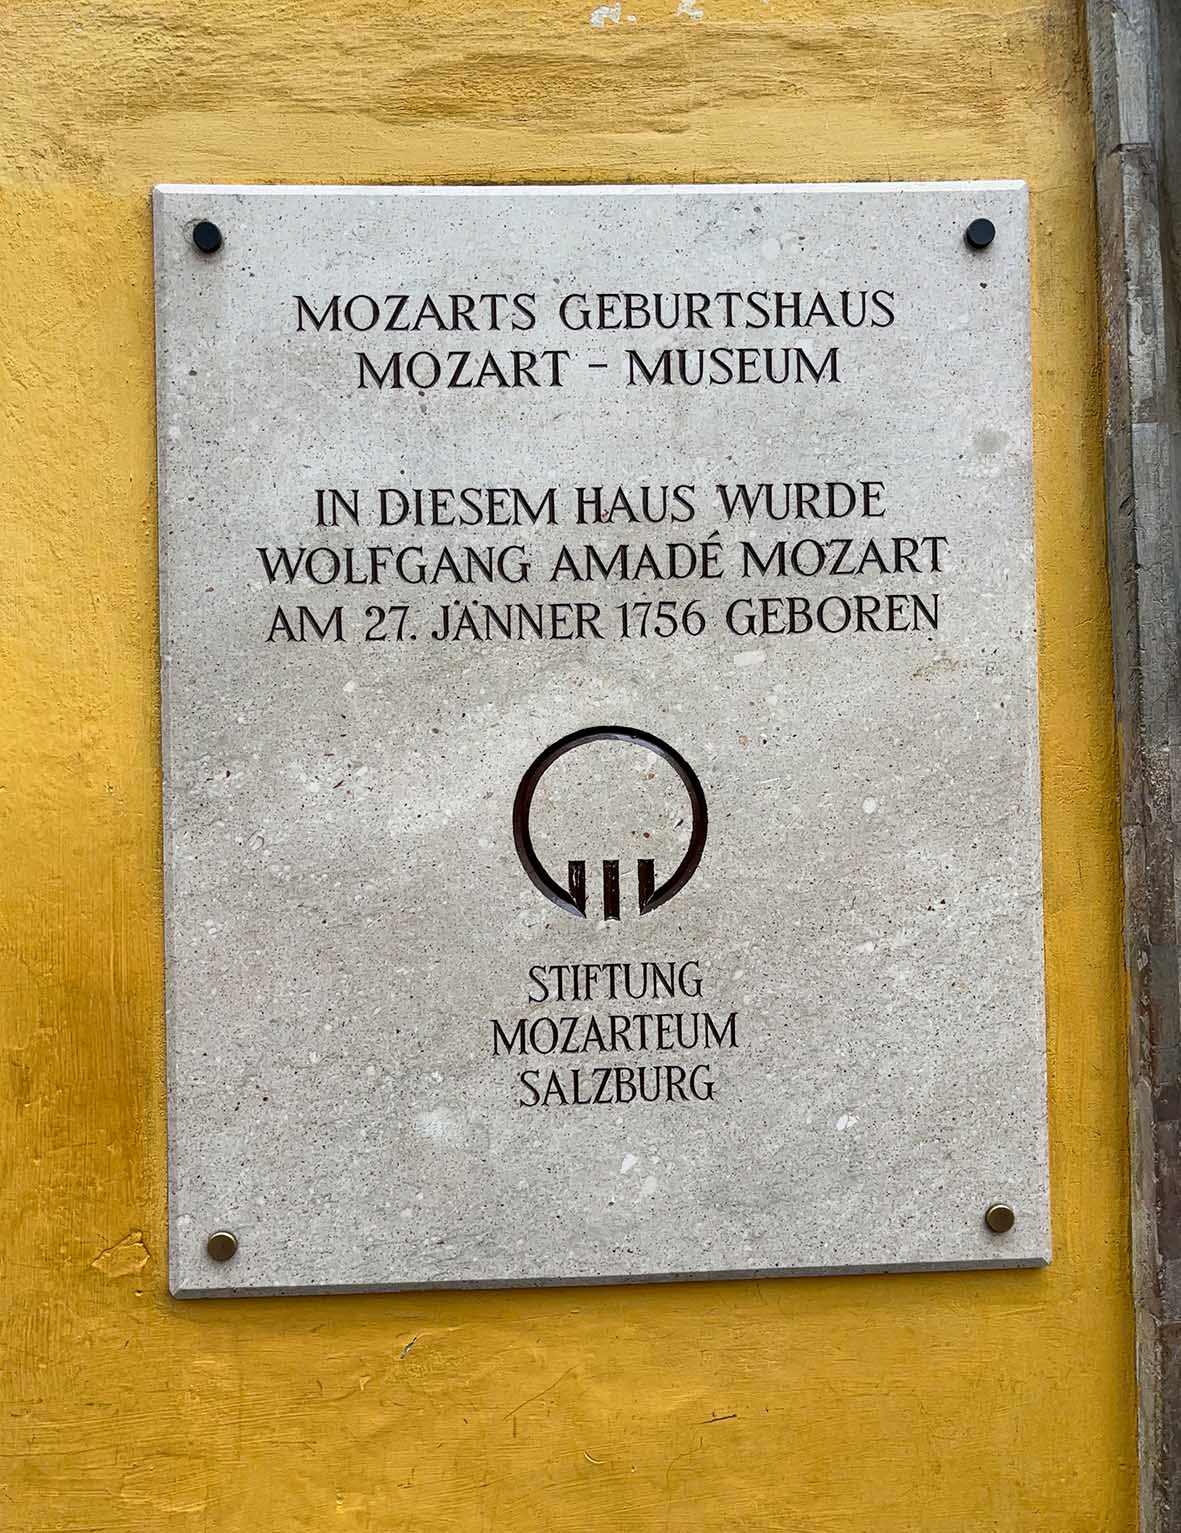 MOZARTS GEBURTSHAUS
MOZART - MUSEUM
IN DIESEM HAUS WURDE
WOLFGANG AMADÉ MOZART
AM 27. JÄNNER 1756 GEBOREN
STIFTUNG
MOZARTEUM
SALZBURG